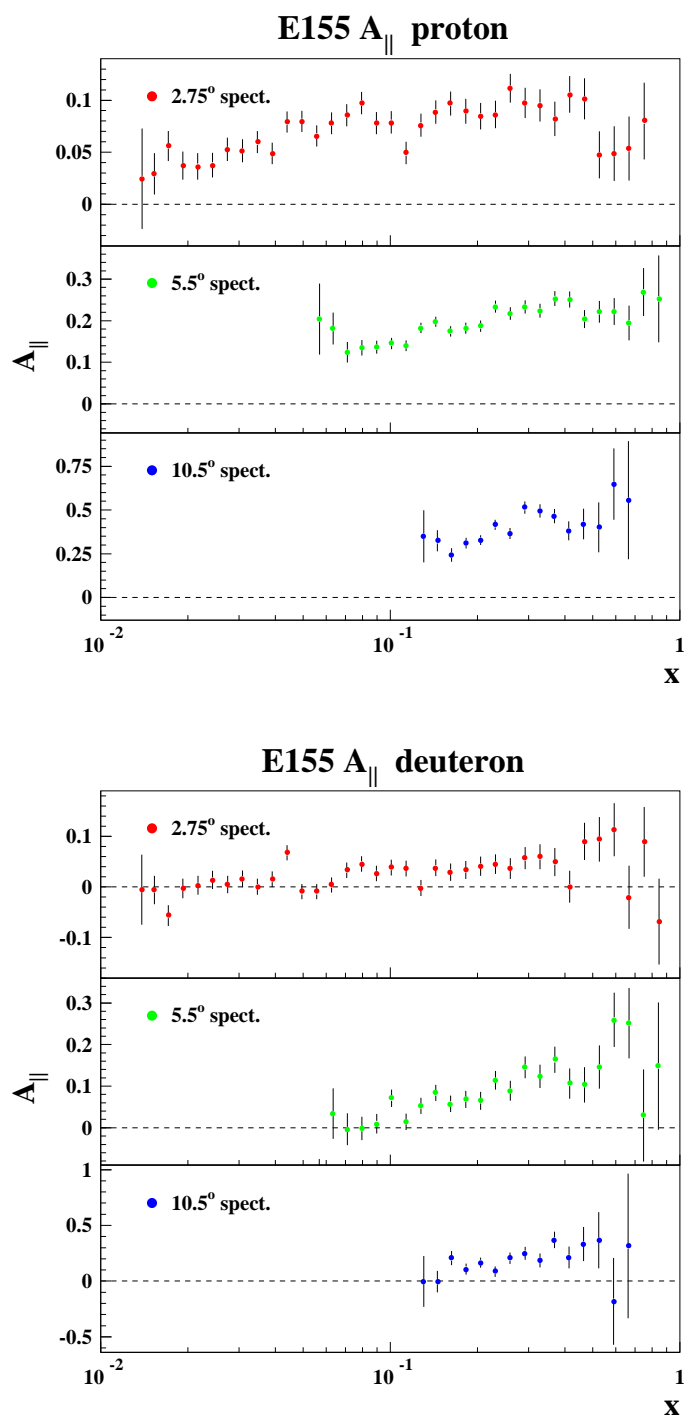 E155 A|| proton
2.75° spect.
0.1
0.05
0
5.5° spect.
0.3
0.2
0.1
0
A||
10.5° spect.
0.75
0.5
0.25
0
10⁻² 10⁻¹ 1
x
E155 A|| deuteron
2.75° spect.
0.1
0
-0.1
5.5° spect.
0.3
0.2
0.1
0
A||
1
10.5° spect.
0.5
0
-0.5
10⁻² 10⁻¹ 1
x